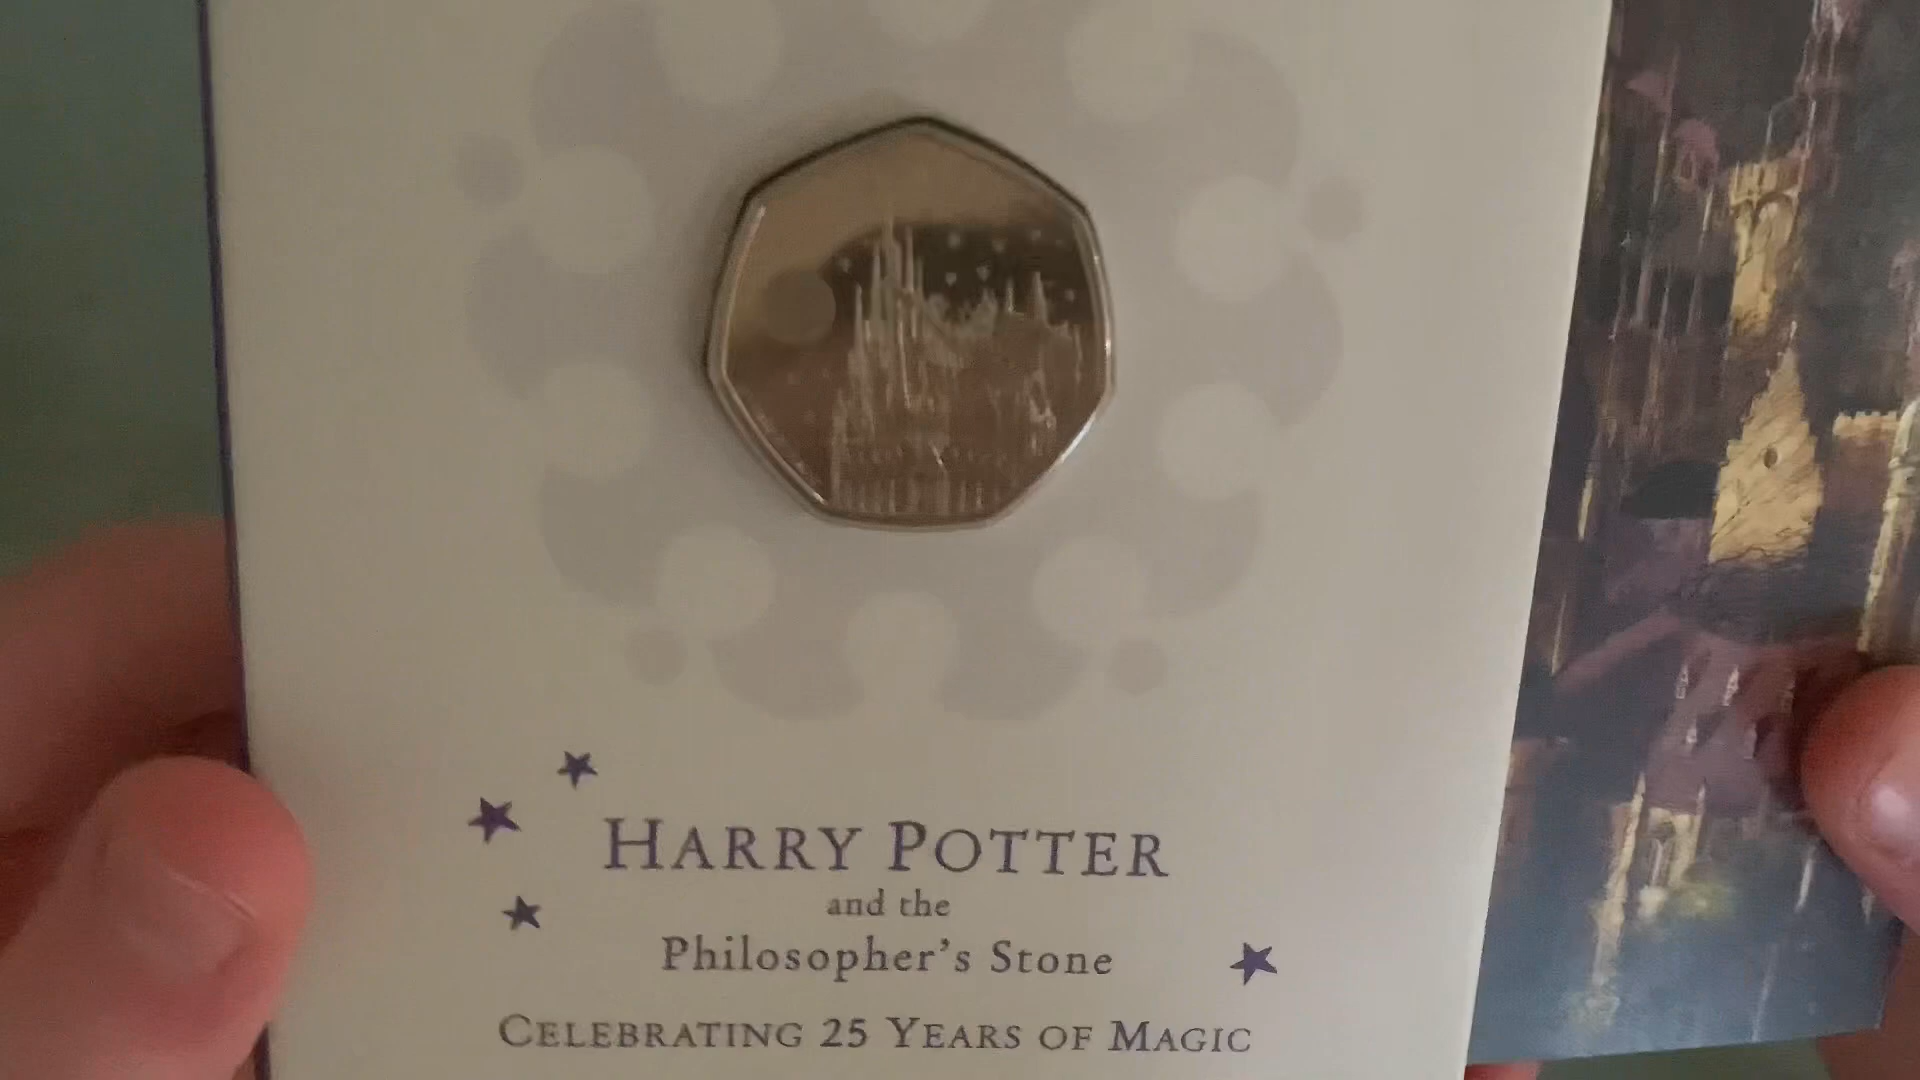 HARRY POTTER
and the
Philosopher's Stone
CELEBRATING 25 YEARS OF MAGIC